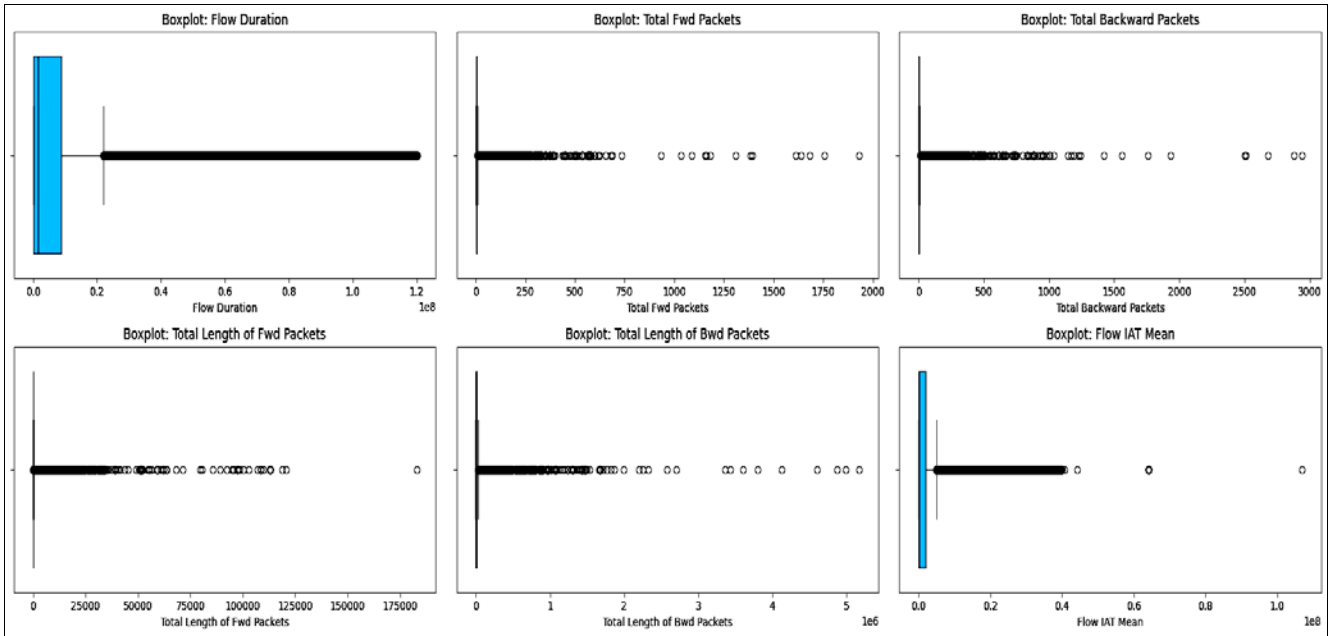 Boxplot: Flow Duration
0.0 0.2 0.4 0.6 0.8 1.0 1.2
Flow Duration 1e8
Boxplot: Total Fwd Packets
0 250 500 750 1000 1250 1500 1750 2000
Total Fwd Packets
Boxplot: Total Backward Packets
0 500 1000 1500 2000 2500 3000
Total Backward Packets
Boxplot: Total Length of Fwd Packets
0 25000 50000 75000 100000 125000 150000 175000
Total Length of Fwd Packets
Boxplot: Total Length of Bwd Packets
0 1 2 3 4 5
Total Length of Bwd Packets 1e6
Boxplot: Flow IAT Mean
0.0 0.2 0.4 0.6 0.8 1.0
Flow IAT Mean 1e8